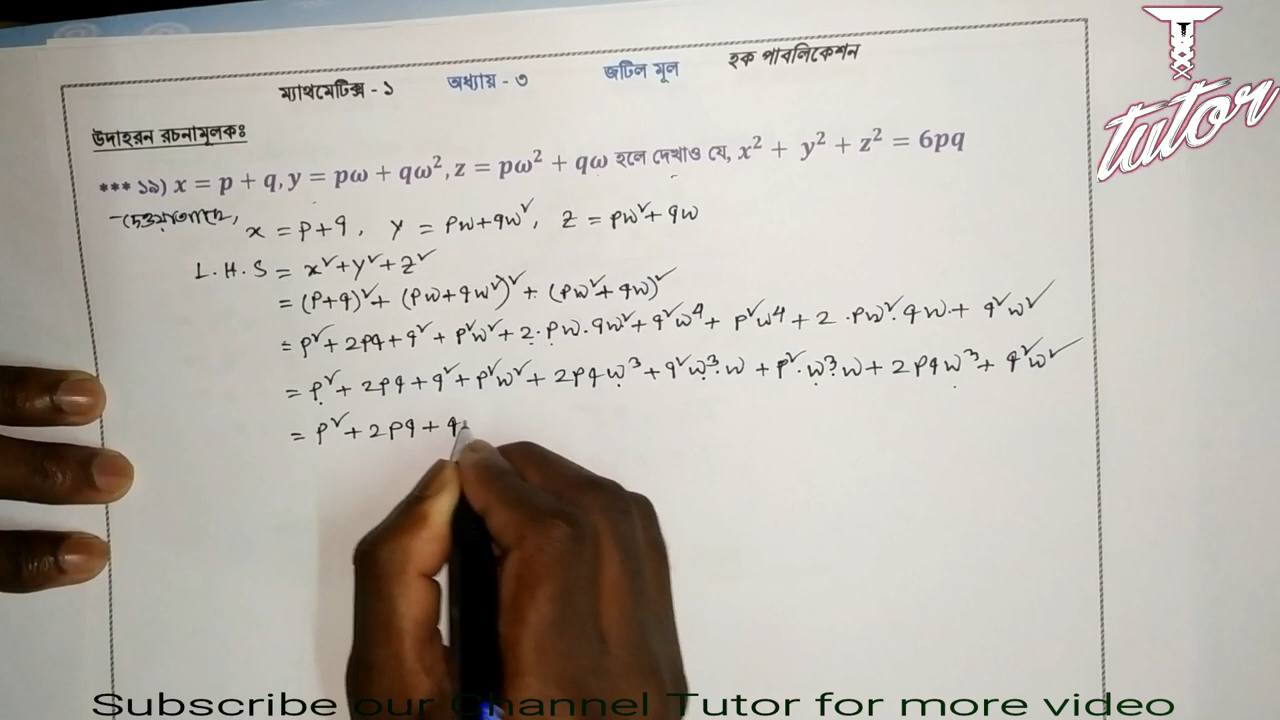 ম্যাথমেটিক্স - ১ অধ্যায় - ৩ জটিল মূল হক পাবলিকেশন
উদাহরন রচনামূলকঃ
*** ১৯) x = p + q, y = pω + qω², z = pω² + qω হলে দেখাও যে, x² + y² + z² = 6pq
x = p+q, y = pω+qω², z = pω²+qω
L.H.S = x²+y²+z²
= (p+q)²+ (pω+qω²)²+ (pω²+qω)²
= p²+2pq+q²+p²ω²+2.pω.qω²+q²ω⁴+ p²ω⁴+2.pω².qω+ q²ω²
= p²+ 2pq+q²+p²ω²+2pqω³+q²ω³.ω+p².ω³.ω+2pqω³+ q²ω²
= p²+2pq+q
T tutor
Subscribe our Channel Tutor for more video